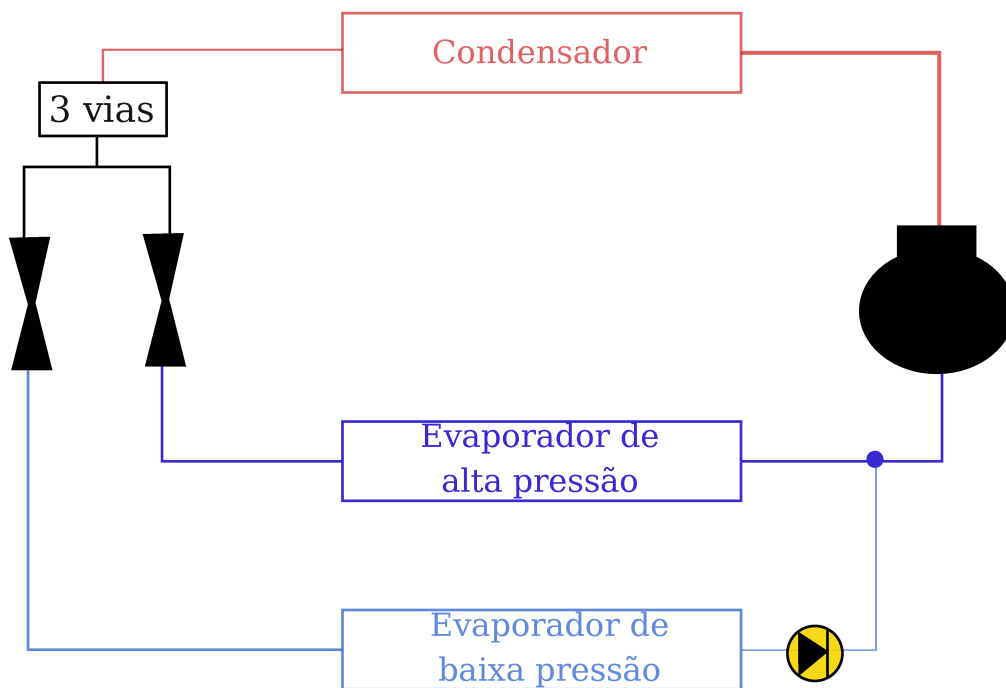 Condensador
3 vias
Evaporador de
alta pressão
Evaporador de
baixa pressão